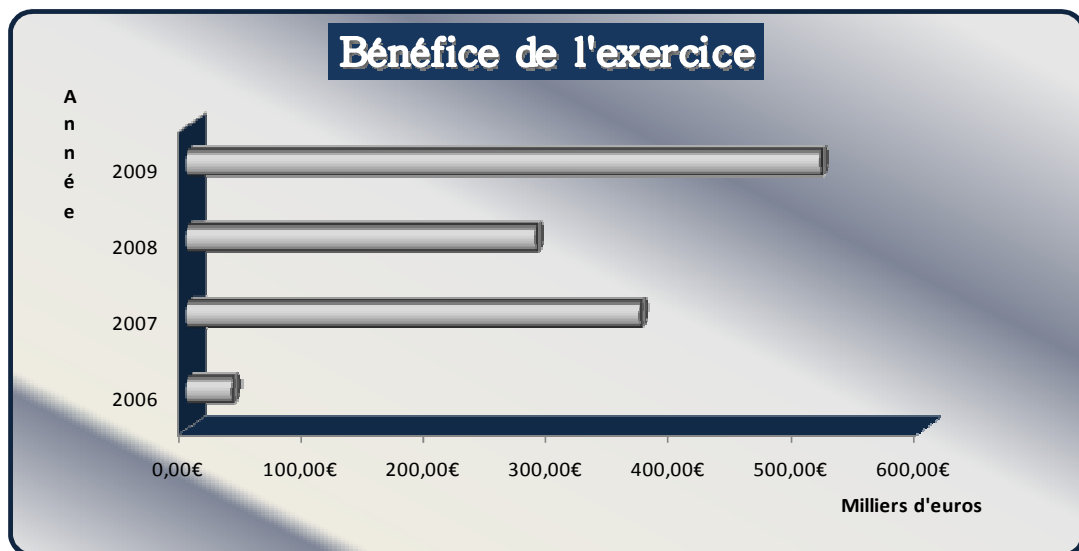 Bénéfice de l'exercice
Année
2009
2008
2007
2006
0,00€ 100,00€ 200,00€ 300,00€ 400,00€ 500,00€ 600,00€
Milliers d'euros